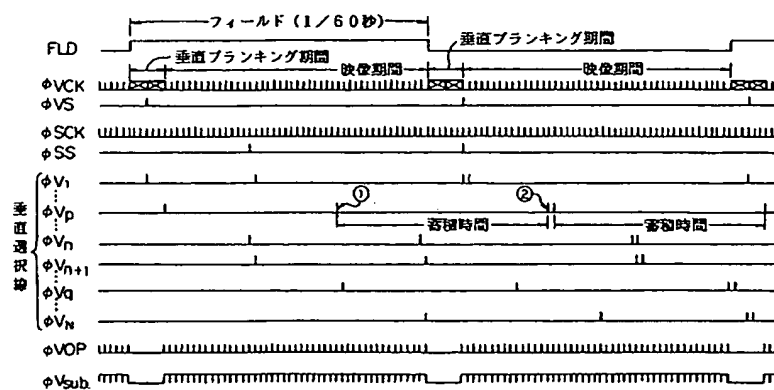 フィールド(1/60秒)
FLD
垂直ブランキング期間
垂直ブランキング期間
映像期間
映像期間
φVCK
φVS
φSCK
φSS
垂直選択線
φV1
①
②
φVp
蓄積時間
蓄積時間
φVn
φVn+1
φVq
φVN
φVOP
φVsub.